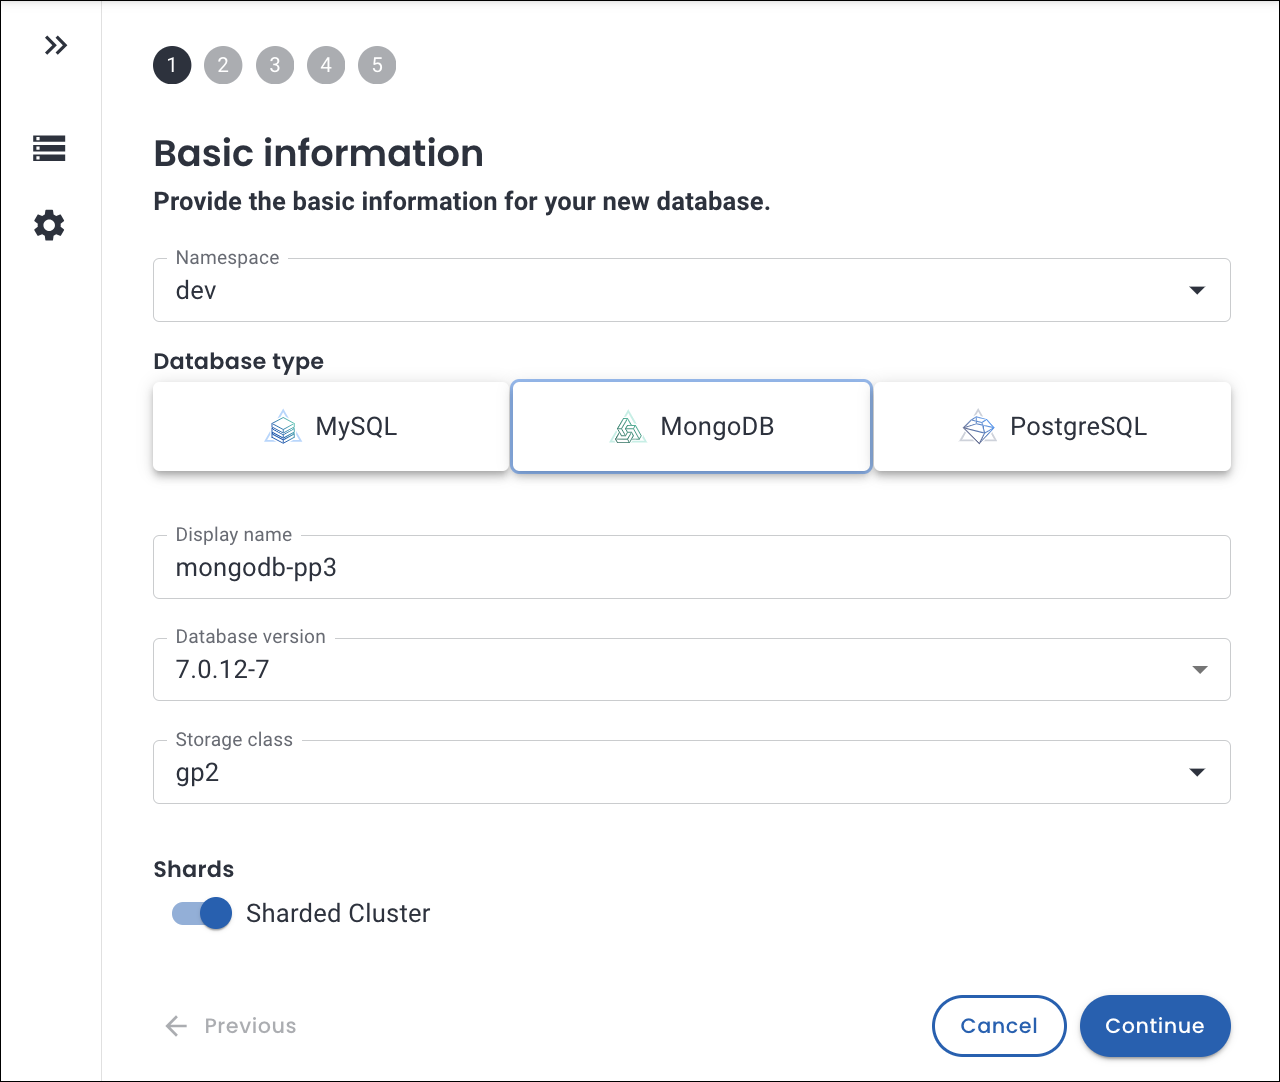 1 2 3 4 5
Basic information
Provide the basic information for your new database.
Namespace
dev
Database type
MySQL MongoDB PostgreSQL
Display name
mongodb-pp3
Database version
7.0.12-7
Storage class
gp2
Shards
Sharded Cluster
Previous Cancel Continue